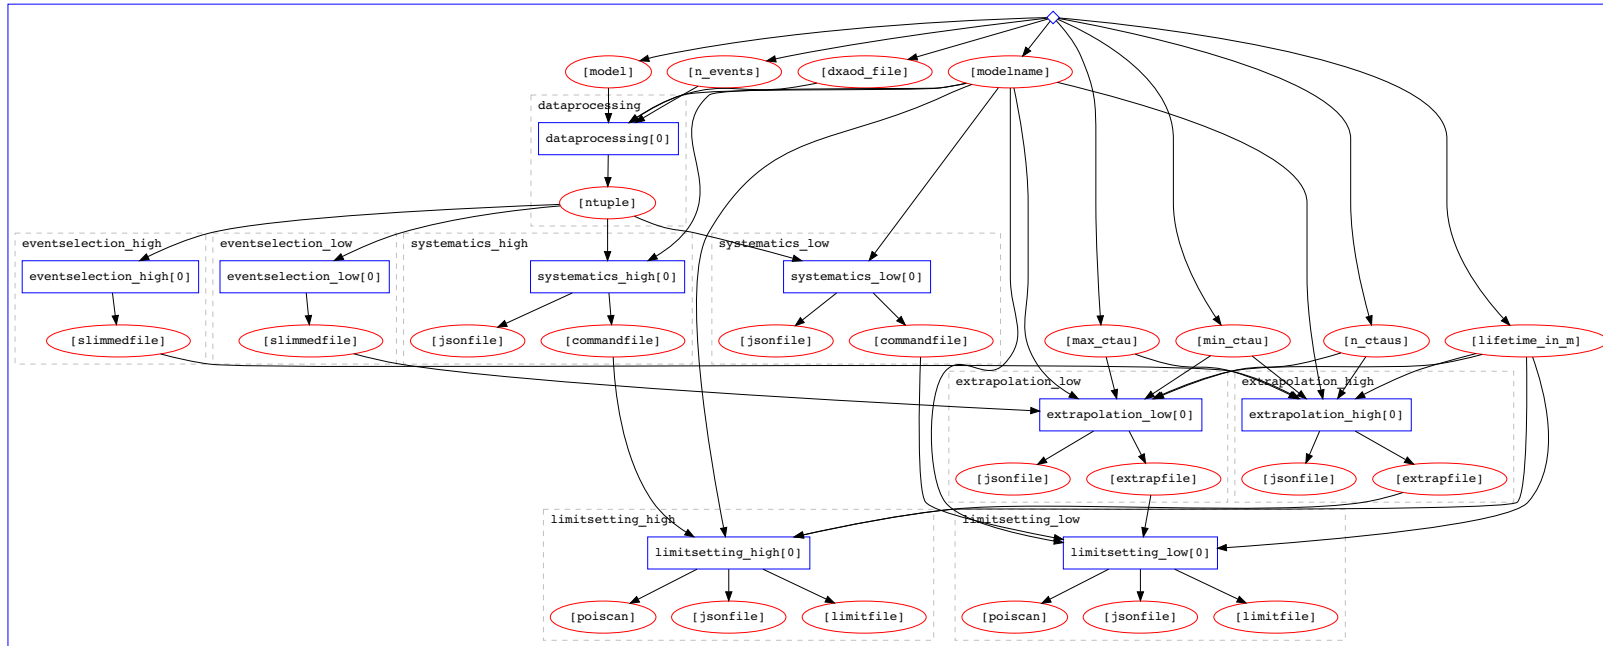 [model]
[n_events]
[dxaod_file]
[modelname]
dataprocessing
dataprocessing[0]
[ntuple]
eventselection_high
eventselection_low
systematics_high
systematics_low
eventselection_high[0]
eventselection_low[0]
systematics_high[0]
systematics_low[0]
[slimmedfile]
[slimmedfile]
[jsonfile]
[commandfile]
[jsonfile]
[commandfile]
[max_ctau]
[min_ctau]
[n_ctaus]
[lifetime_in_m]
extrapolation_low
extrapolation_high
extrapolation_low[0]
extrapolation_high[0]
[jsonfile]
[extrapfile]
[jsonfile]
[extrapfile]
limitsetting_high
limitsetting_low
limitsetting_high[0]
limitsetting_low[0]
[poiscan]
[jsonfile]
[limitfile]
[poiscan]
[jsonfile]
[limitfile]